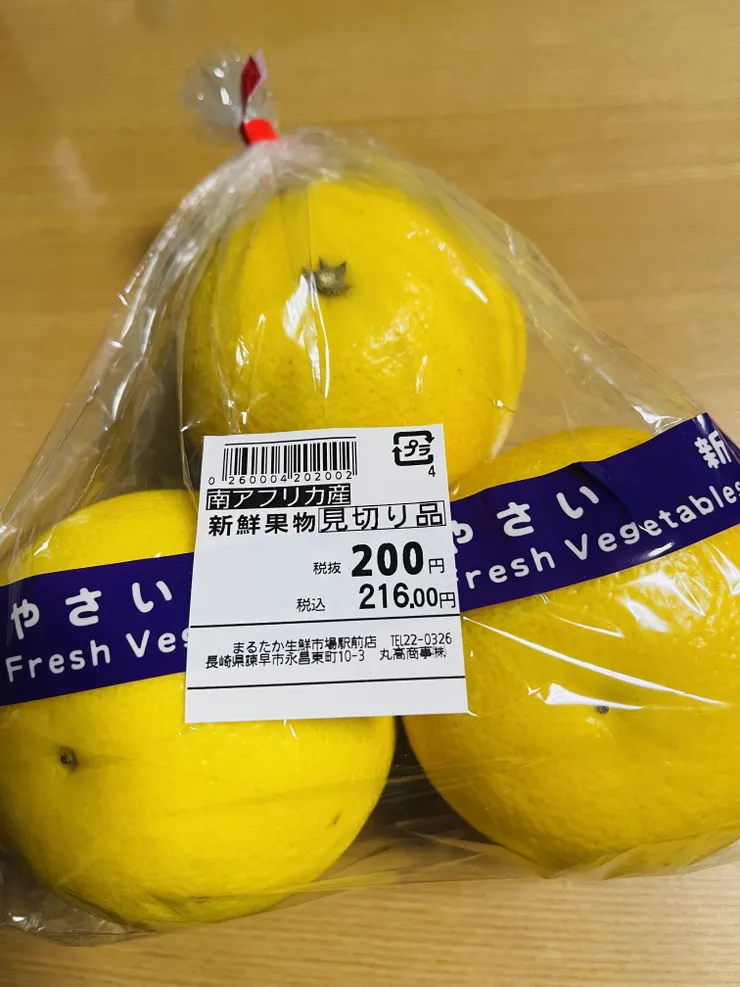 0 260004 202002
プラ
4
南アフリカ産
新鮮果物 見切り品
税抜 200円
税込 216.00円
まるたか生鮮市場駅前店 TEL22-0326
長崎県諫早市永昌東町10-3 丸高商事㈱
やさい
Fresh Veg
やさい 新
Fresh Vegetables